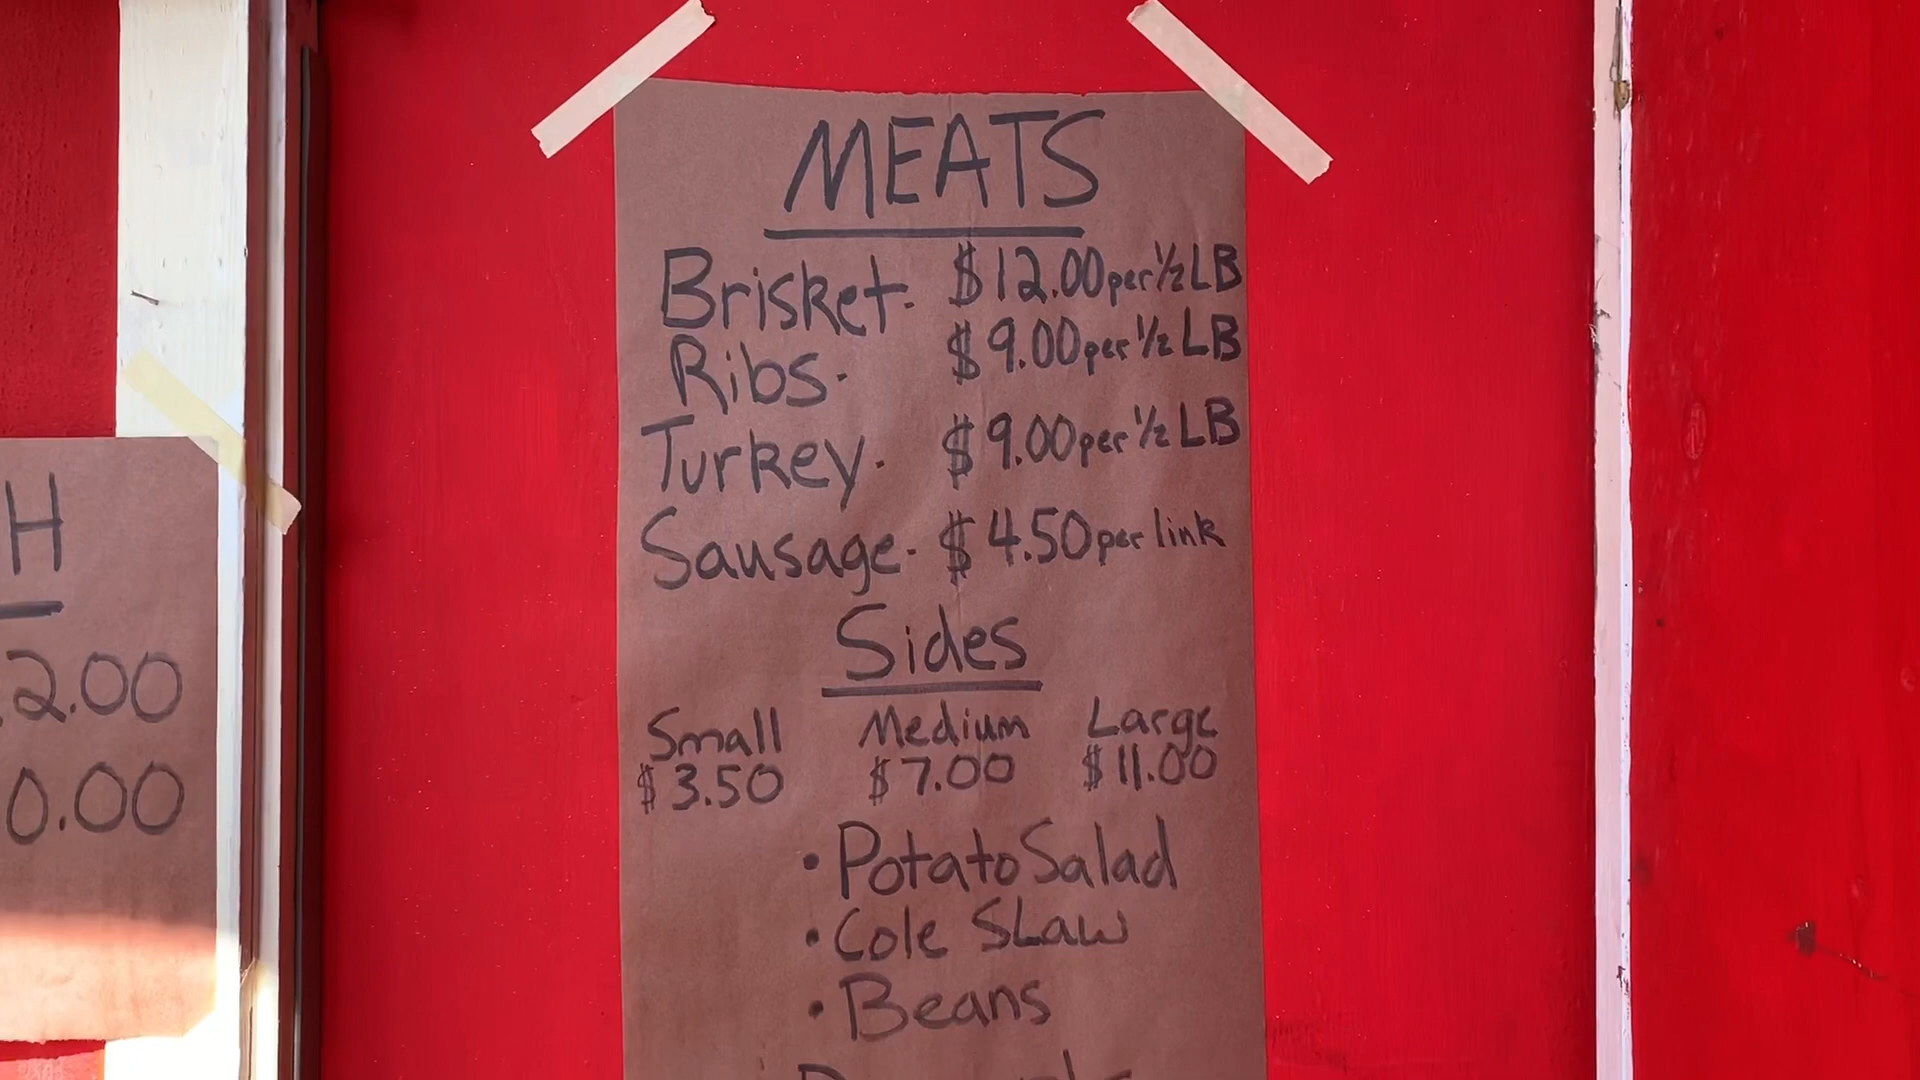 MEATS
Brisket. $12.00 per 1/2 LB
Ribs. $9.00 per 1/2 LB
Turkey. $9.00 per 1/2 LB
Sausage. $4.50 per link
Sides
Small Medium Large
$3.50 $7.00 $11.00
• Potato Salad
• Cole SLaw
• Beans
H
2.00
0.00